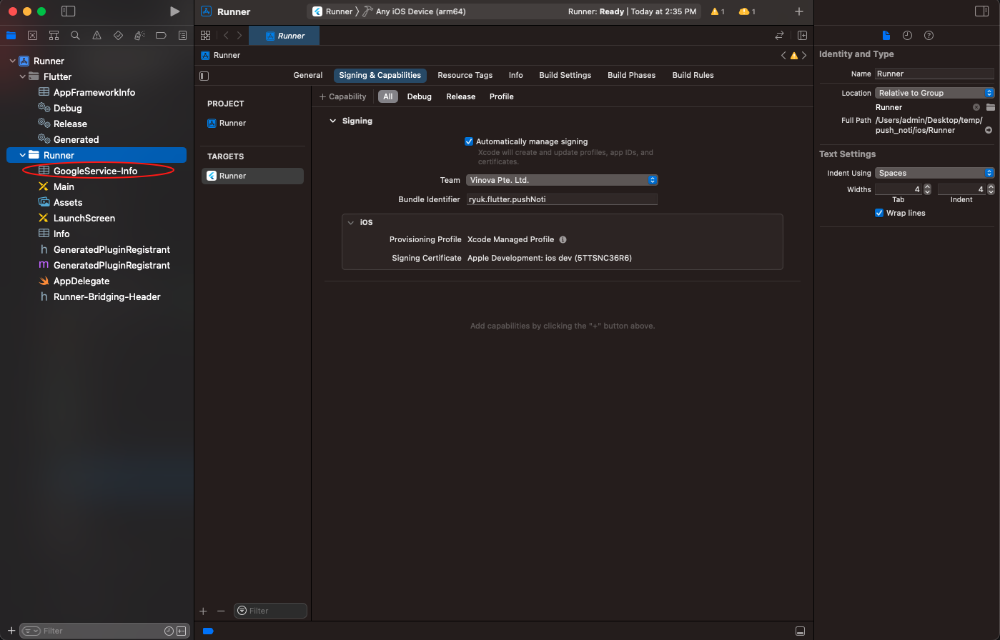 Runner
Runner
Any iOS Device (arm64)
Runner: Ready | Today at 2:35 PM
1
1
Runner
Flutter
AppFrameworkInfo
Debug
Release
Generated
Runner
GoogleService-Info
Main
Assets
LaunchScreen
Info
h GeneratedPluginRegistrant
m GeneratedPluginRegistrant
AppDelegate
h Runner-Bridging-Header
Filter
Runner
Runner
General
Signing & Capabilities
Resource Tags
Info
Build Settings
Build Phases
Build Rules
PROJECT
Runner
TARGETS
Runner
Filter
+ Capability
All
Debug
Release
Profile
Signing
Automatically manage signing
Xcode will create and update profiles, app IDs, and
certificates.
Team Vinova Pte. Ltd.
Bundle Identifier ryuk.flutter.pushNoti
iOS
Provisioning Profile Xcode Managed Profile
Signing Certificate Apple Development: ios dev (5TTSNC36R6)
Add capabilities by clicking the "+" button above.
Identity and Type
Name Runner
Location Relative to Group
Runner
Full Path /Users/admin/Desktop/temp/
push_noti/ios/Runner
Text Settings
Indent Using Spaces
Widths 4 4
Tab Indent
Wrap lines